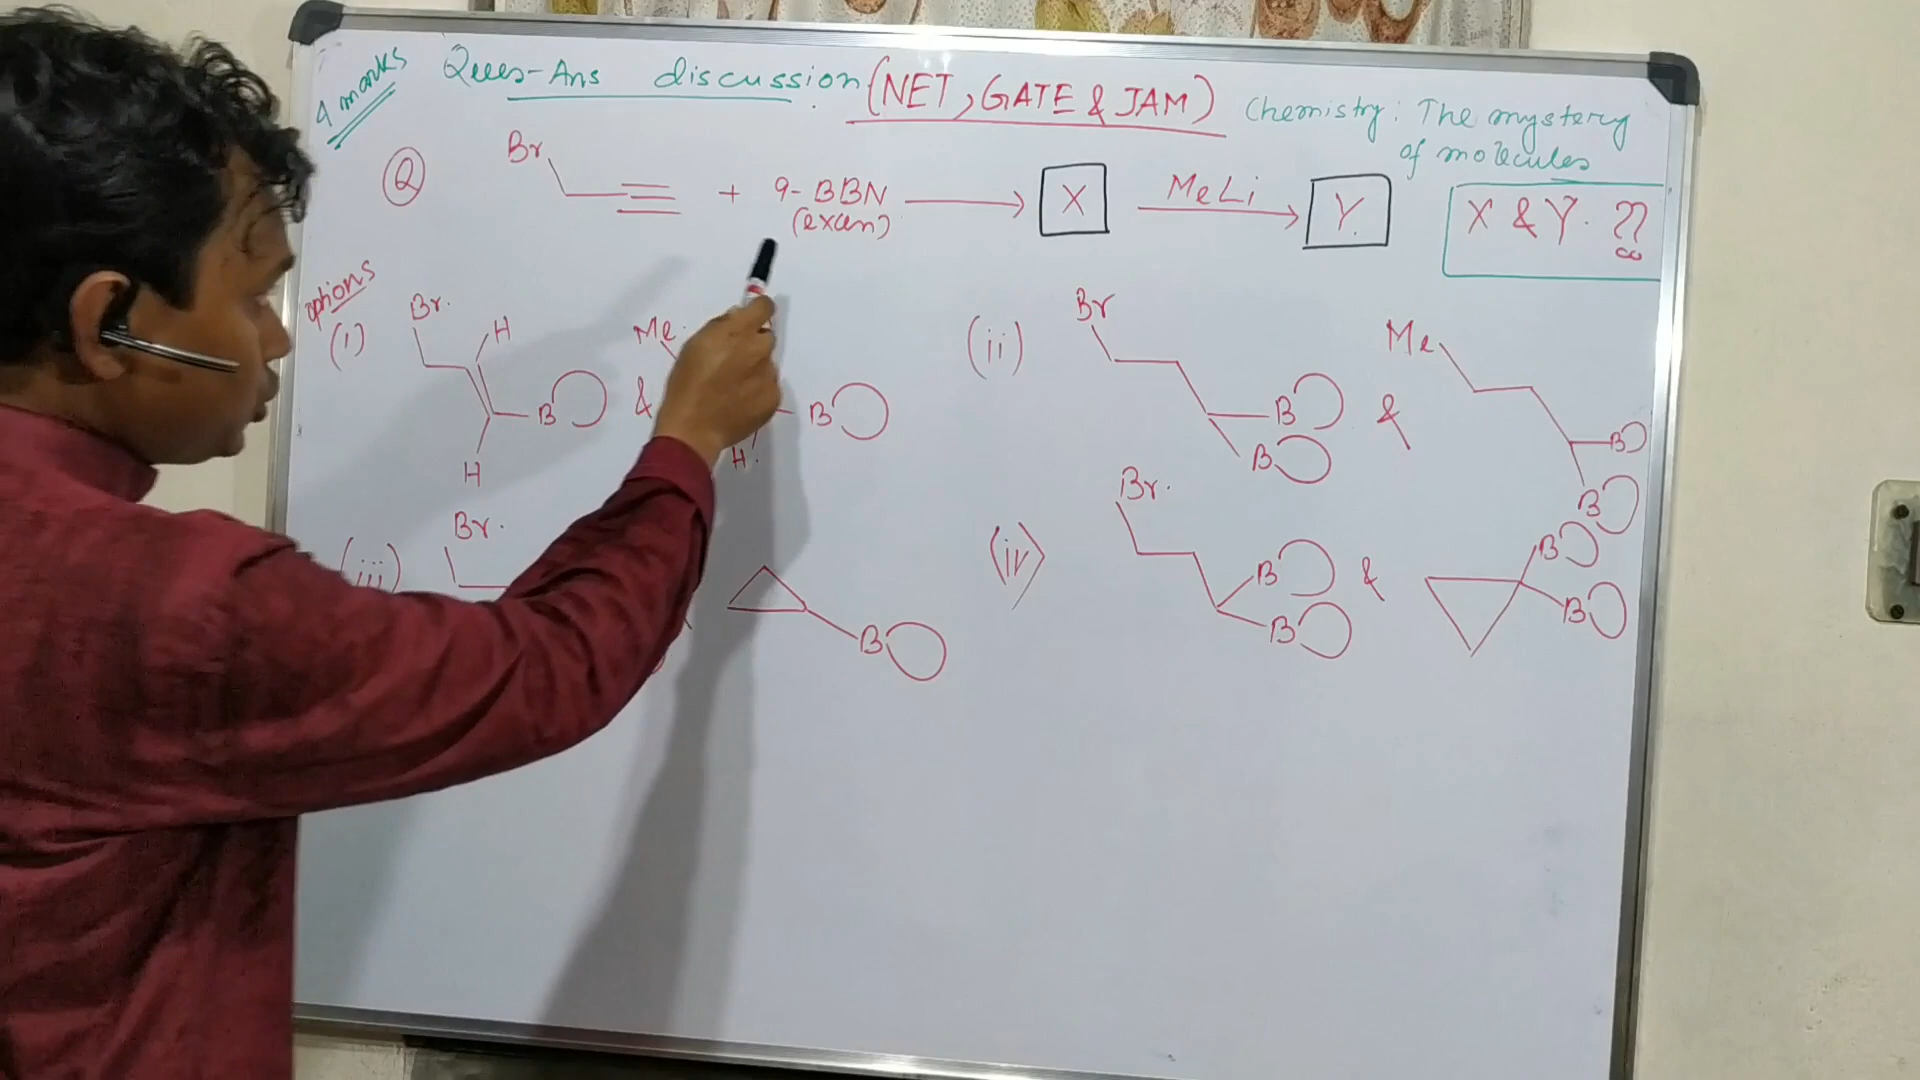 4 marks
Ques-Ans discussion (NET, GATE & JAM)
Chemistry: The mystery
of molecules
Q
Br
+ 9-BBN
(excen)
X
MeLi
Y.
X & Y. ??
options
(i)
Br.
H
B
H
&
Me.
B
H.
(ii)
Br
B
B
&
Me
B
B
(iii)
Br.
B
(iv)
Br.
B
B
&
B
B